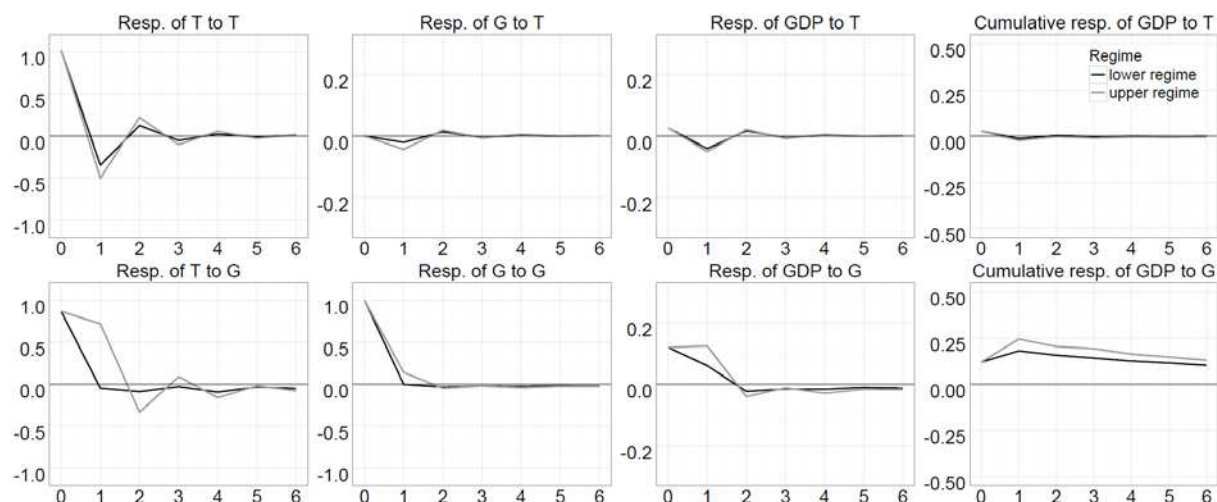 Resp. of T to T
Resp. of G to T
Resp. of GDP to T
Cumulative resp. of GDP to T
1.0
0.5
0.0
-0.5
-1.0
0.2
0.0
-0.2
0.2
0.0
-0.2
0.50
0.25
0.00
-0.25
-0.50
Regime
lower regime
upper regime
0 1 2 3 4 5 6
0 1 2 3 4 5 6
0 1 2 3 4 5 6
0 1 2 3 4 5 6
Resp. of T to G
Resp. of G to G
Resp. of GDP to G
Cumulative resp. of GDP to G
1.0
0.5
0.0
-0.5
-1.0
1.0
0.5
0.0
-0.5
-1.0
0.2
0.0
-0.2
0.50
0.25
0.00
-0.25
-0.50
0 1 2 3 4 5 6
0 1 2 3 4 5 6
0 1 2 3 4 5 6
0 1 2 3 4 5 6